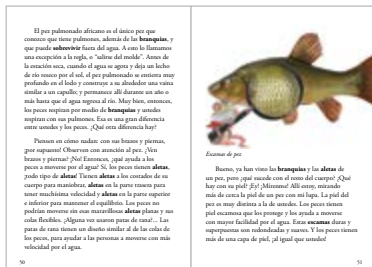 El pez pulmonado africano es el único pez que
conozco que tiene pulmones, además de las branquias, y
que puede sobrevivir fuera del agua. A esto lo llamamos
una excepción a la regla, o "salirse del molde". Antes de
la estación seca, cuando el agua se agota y deja un lecho
de río reseco por el sol, el pez pulmonado se entierra muy
profundo en el lodo y construye a su alrededor una vaina
similar a un capullo; y permanece allí durante un año o
más hasta que el agua regresa al río. Muy bien, entonces,
los peces respiran por medio de branquias y ustedes
respiran con sus pulmones. Esa es una gran diferencia
entre ustedes y los peces. ¿Qué otra diferencia hay?
Piensen en cómo nadan: con sus brazos y piernas,
¡por supuesto! Observen con atención al pez. ¿Ven
brazos y piernas? ¡No! Entonces, ¿qué ayuda a los
peces a moverse por el agua? Sí, los peces tienen aletas,
¡todo rodea de aletas! Tienen aletas a los costados de su
cuerpo para maniobrar, aletas en la parte trasera para
tener muchísima velocidad y aletas en la parte superior
e inferior para mantener el equilibrio. Los peces no
podrían moverse sin esas maravillosas aletas planas y sus
colas flexibles. ¿Alguna vez usaron patas de rana?... Las
patas de rana tienen un diseño similar al de las colas de
los peces, para ayudar a las personas a moverse con más
velocidad por el agua.
50
Escamas de pez
Bueno, ya han visto las branquias y las aletas de
un pez, pero ¿qué sucede con el resto del cuerpo? ¿Qué
hay con su piel? ¡Ey! ¡Mírenme! Allí estoy, mirando
más de cerca la piel de un pez con mi lupa. La piel del
pez es muy distinta a la de ustedes. Los peces tienen
piel escamosa que los protege y los ayuda a moverse
con mayor facilidad por el agua. Estas escamas duras y
superpuestas son redondeadas y suaves. Y los peces tienen
más de una capa de piel, ¡al igual que ustedes!
51